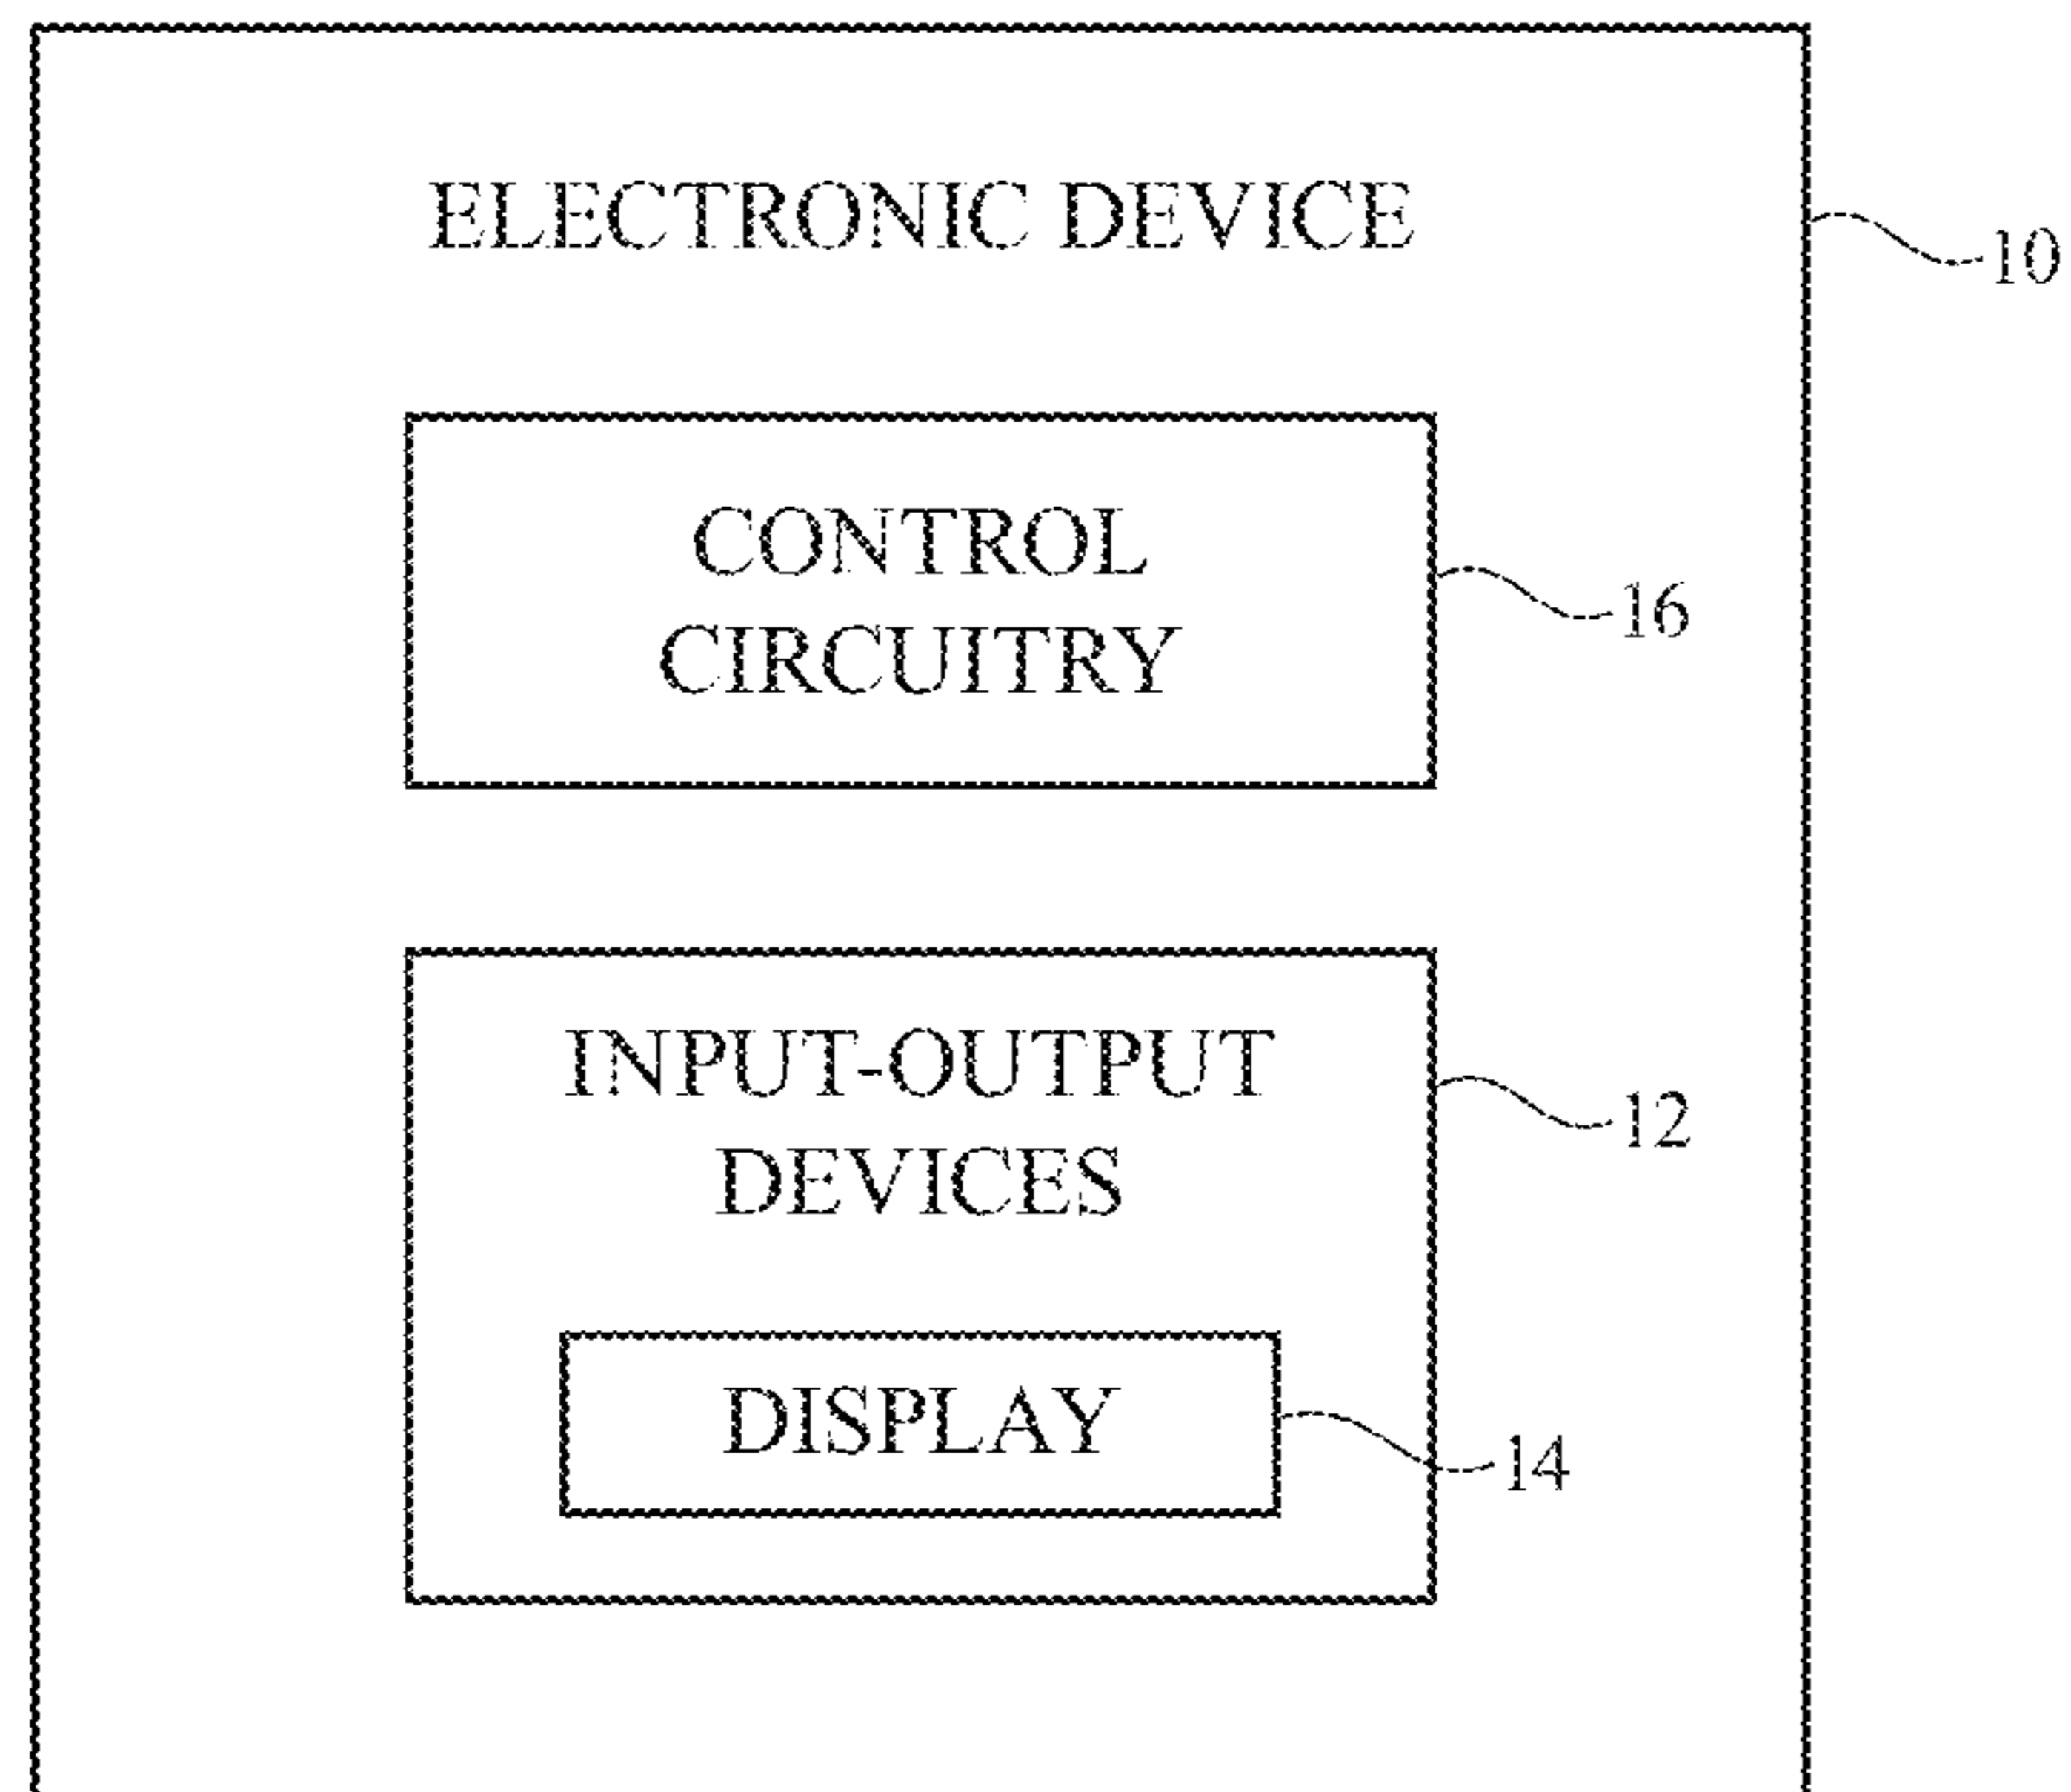 ELECTRONIC DEVICE
10
CONTROL
CIRCUITRY
16
INPUT-OUTPUT
DEVICES
12
DISPLAY
14